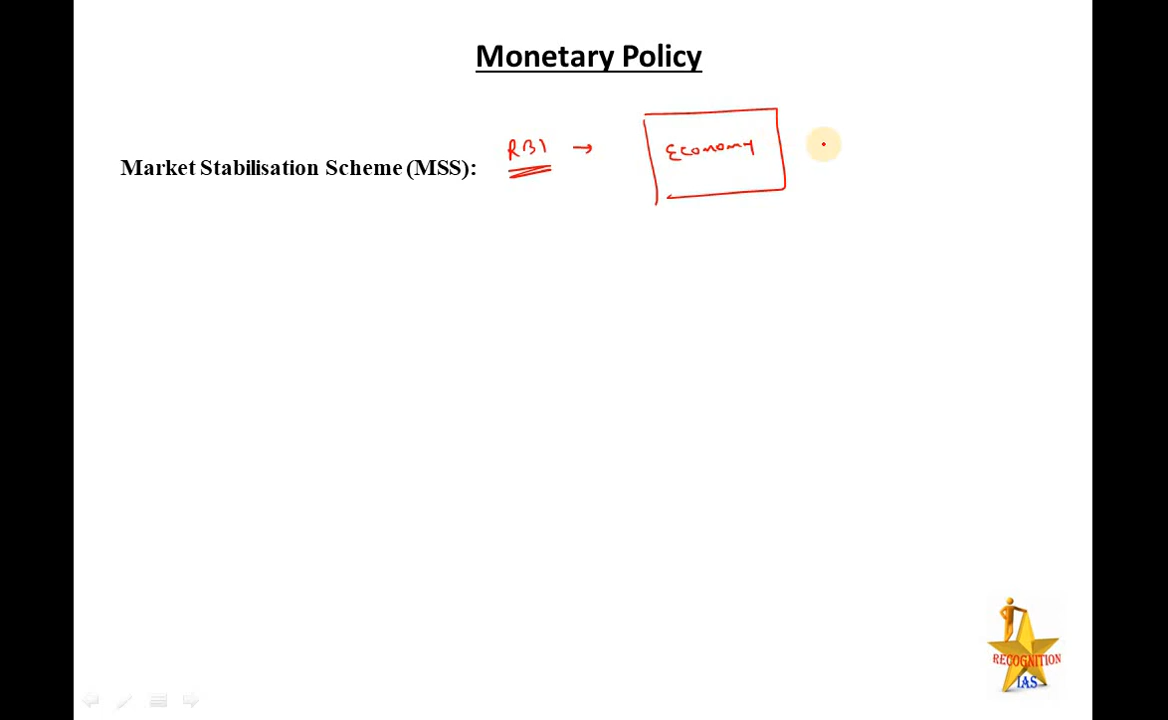 Monetary Policy
Market Stabilisation Scheme (MSS): RBI →
Economy
RECOGNITION
IAS